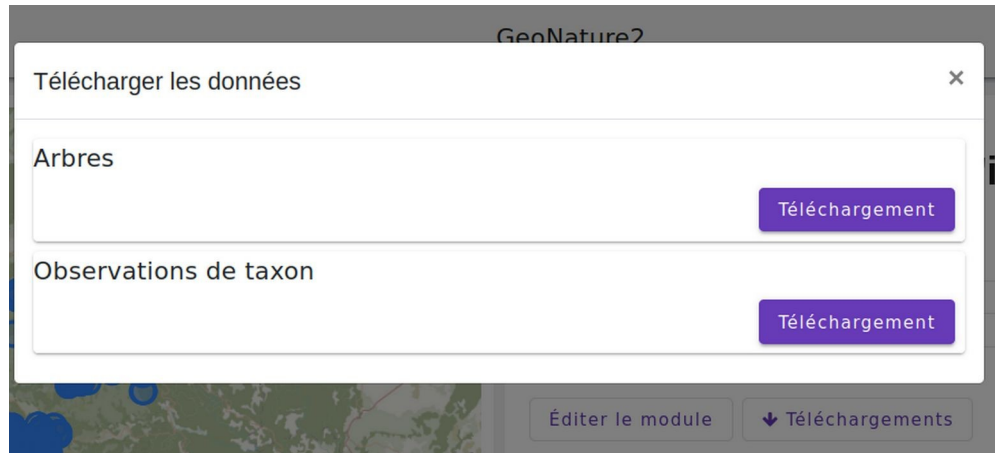 GeoNature2
Télécharger les données ×
Arbres
Téléchargement
Observations de taxon
Téléchargement
Éditer le module
Téléchargements